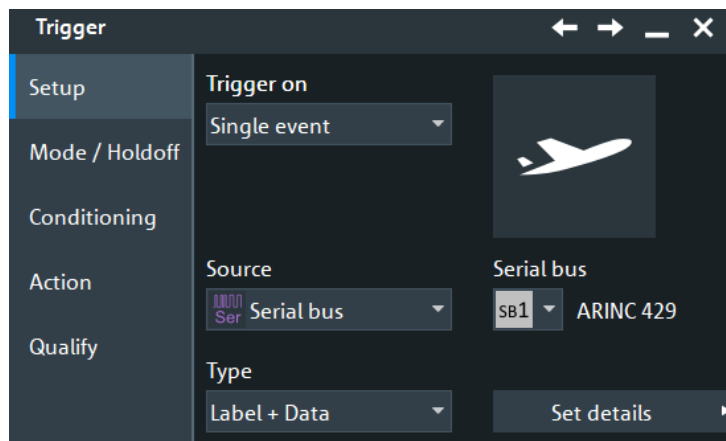 Trigger
Setup
Mode / Holdoff
Conditioning
Action
Qualify
Trigger on
Single event
Source
Ser Serial bus
Serial bus
SB1 ARINC 429
Type
Label + Data
Set details